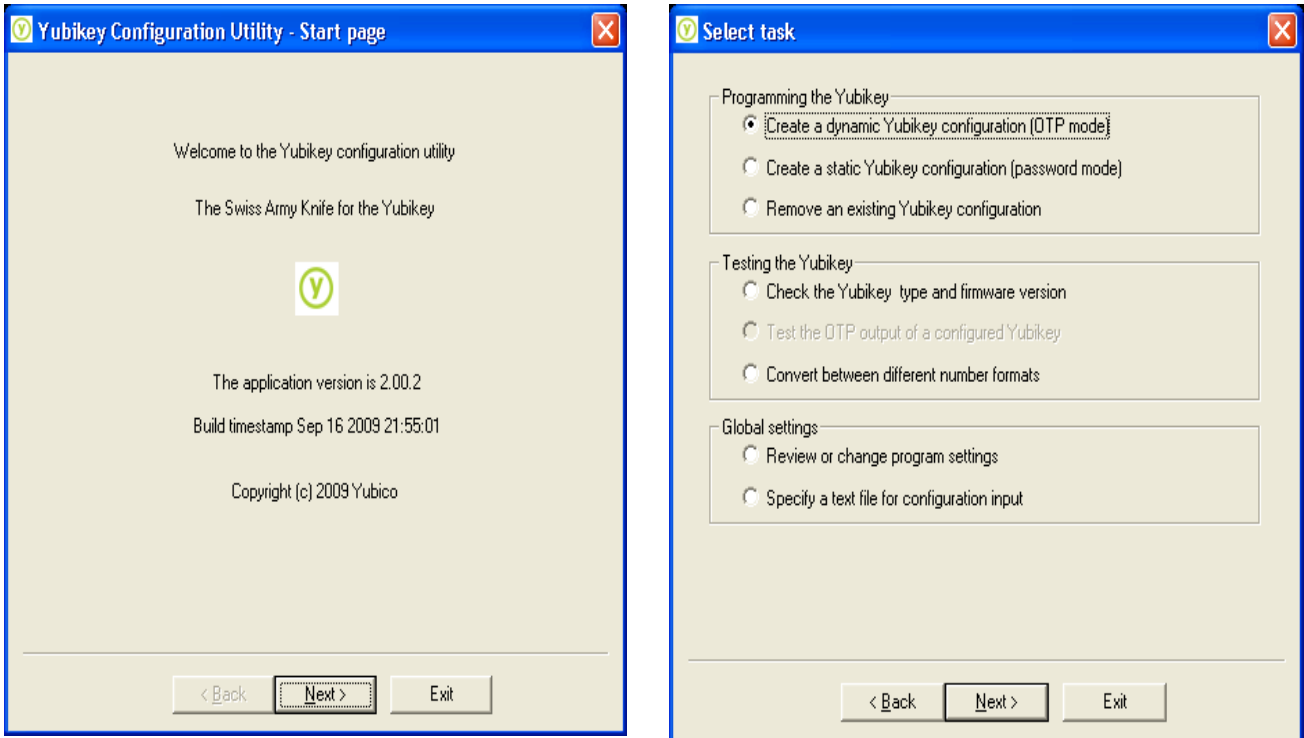 Yubikey Configuration Utility - Start page
Welcome to the Yubikey configuration utility
The Swiss Army Knife for the Yubikey
y
The application version is 2.00.2
Build timestamp Sep 16 2009 21:55:01
Copyright (c) 2009 Yubico
< Back Next > Exit
Select task
Programming the Yubikey
Create a dynamic Yubikey configuration (OTP mode)
Create a static Yubikey configuration (password mode)
Remove an existing Yubikey configuration
Testing the Yubikey
Check the Yubikey type and firmware version
Test the OTP output of a configured Yubikey
Convert between different number formats
Global settings
Review or change program settings
Specify a text file for configuration input
< Back Next > Exit